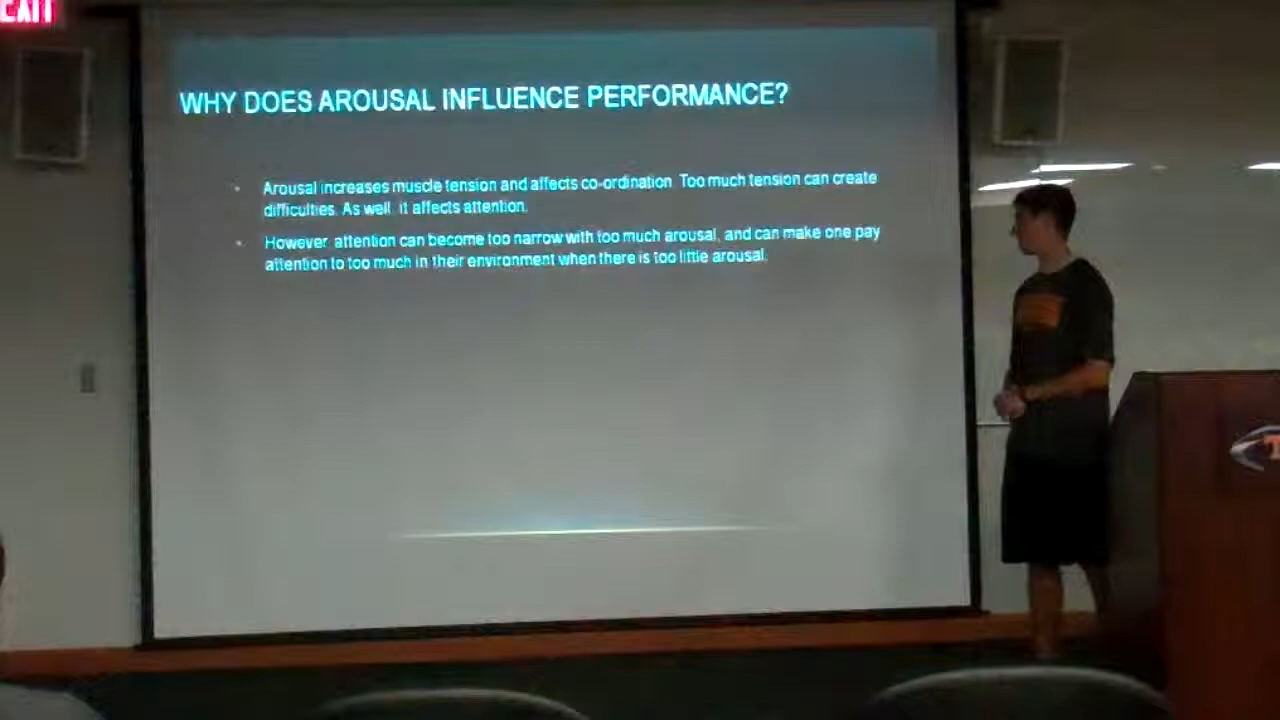 EXIT
WHY DOES AROUSAL INFLUENCE PERFORMANCE?
Arousal increases muscle tension and affects co-ordination. Too much tension can create
difficulties. As well, it affects attention.
However, attention can become too narrow with too much arousal, and can make one pay
attention to too much in their environment when there is too little arousal.